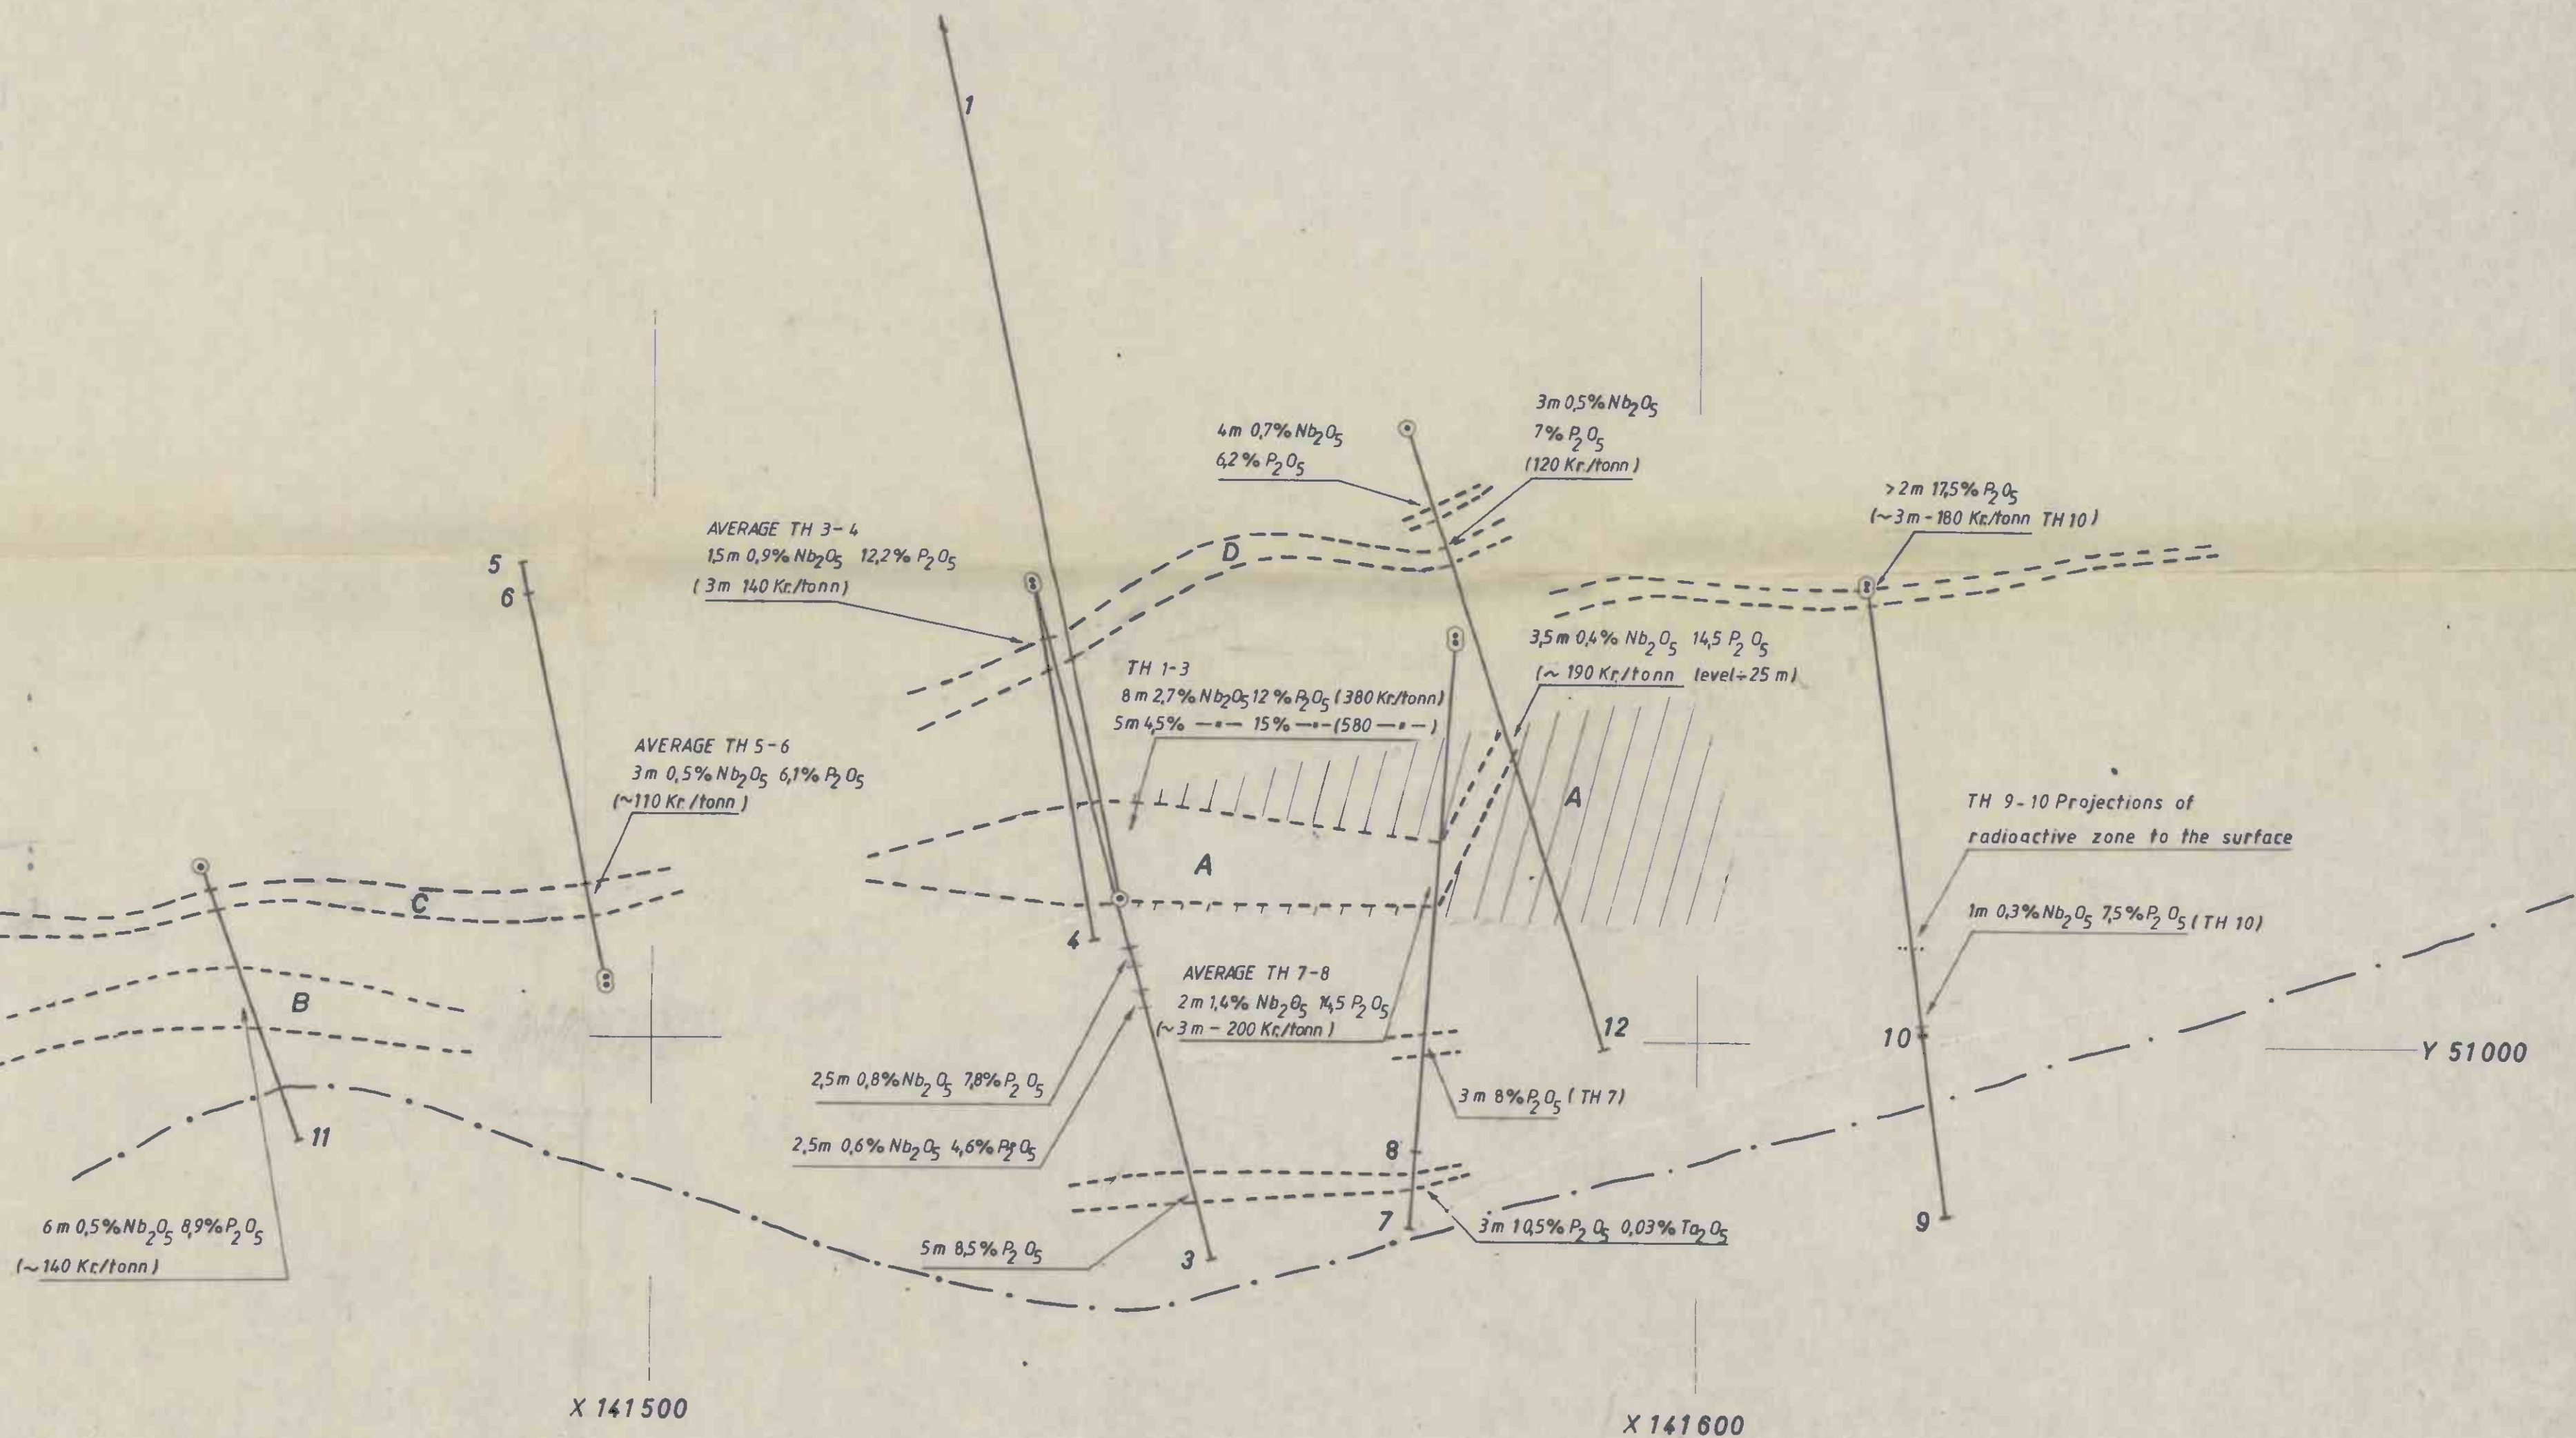 1
4m 0,7% Nb2O5
6,2% P2O5
3m 0,5% Nb2O5
7% P2O5
(120 Kr./tonn)
>2m 17,5% P2O5
(~3m-180 Kr./tonn TH 10)
AVERAGE TH 3-4
1,5m 0,9% Nb2O5 12,2% P2O5
(3m 140 Kr./tonn)
D
5
6
3,5m 0,4% Nb2O5 14,5 P2O5
(~190 Kr./tonn level÷25 m)
TH 1-3
8m 2,7% Nb2O5 12% P2O5 (380 Kr./tonn)
5m 4,5% —"— 15% —"— (580 —"—)
AVERAGE TH 5-6
3m 0,5% Nb2O5 6,1% P2O5
(~110 Kr./tonn)
A
TH 9-10 Projections of
radioactive zone to the surface
A
C
1m 0,3% Nb2O5 7,5% P2O5 (TH 10)
4
AVERAGE TH 7-8
2m 1,4% Nb2O5 14,5 P2O5
(~3m - 200 Kr./tonn)
B
12
10
Y 51000
2,5m 0,8% Nb2O5 7,8% P2O5
3m 8% P2O5 (TH 7)
11
2,5m 0,6% Nb2O5 4,6% P2O5
8
6m 0,5% Nb2O5 8,9% P2O5
(~140 Kr./tonn)
7
3m 10,5% P2O5 0,03% Ta2O5
9
5m 8,5% P2O5
3
X 141500
X 141600